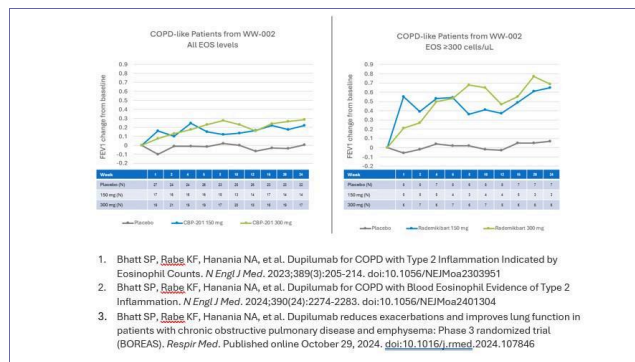 COPD-like Patients from WW-002
All EOS levels
COPD-like Patients from WW-002
EOS ≥300 cells/uL
FEV1 change from baseline
0.9
0.8
0.7
0.6
0.5
0.4
0.3
0.2
0.1
0
-0.1
-0.2
FEV1 change from baseline
0.9
0.8
0.7
0.6
0.5
0.4
0.3
0.2
0.1
0
-0.1
-0.2
Week
Placebo (N)
150 mg (N)
300 mg (N)
Week
Placebo (N)
150 mg (N)
300 mg (N)
Placebo CBP-201 150 mg CBP-201 300 mg
Placebo Rademikibart 150 mg Rademikibart 300 mg
1. Bhatt SP, Rabe KF, Hanania NA, et al. Dupilumab for COPD with Type 2 Inflammation Indicated by
Eosinophil Counts. N Engl J Med. 2023;389(3):205-214. doi:10.1056/NEJMoa2303951
2. Bhatt SP, Rabe KF, Hanania NA, et al. Dupilumab for COPD with Blood Eosinophil Evidence of Type 2
Inflammation. N Engl J Med. 2024;390(24):2274-2283. doi:10.1056/NEJMoa2401304
3. Bhatt SP, Rabe KF, Hanania NA, et al. Dupilumab reduces exacerbations and improves lung function in
patients with chronic obstructive pulmonary disease and emphysema: Phase 3 randomized trial
(BOREAS). Respir Med. Published online October 29, 2024. doi:10.1016/j.rmed.2024.107846